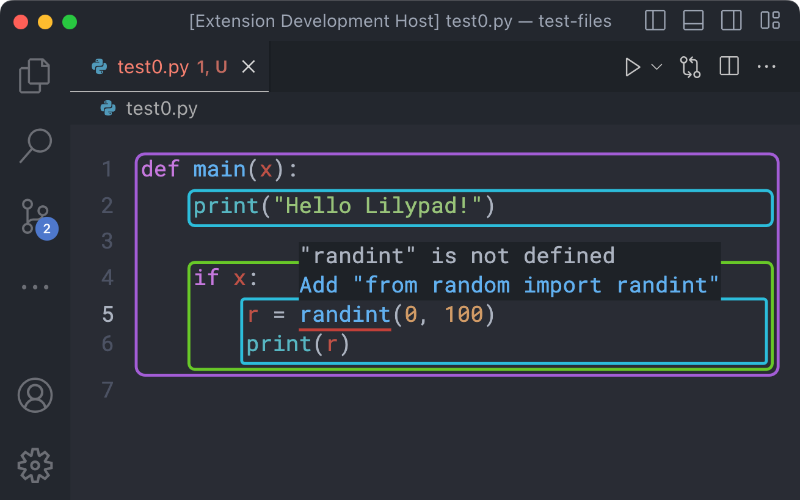 [Extension Development Host] test0.py — test-files
test0.py 1, U
test0.py
1 def main(x):
2 print("Hello Lilypad!")
2
3 "randint" is not defined
4 if x: Add "from random import randint"
5 r = randint(0, 100)
6 print(r)
7